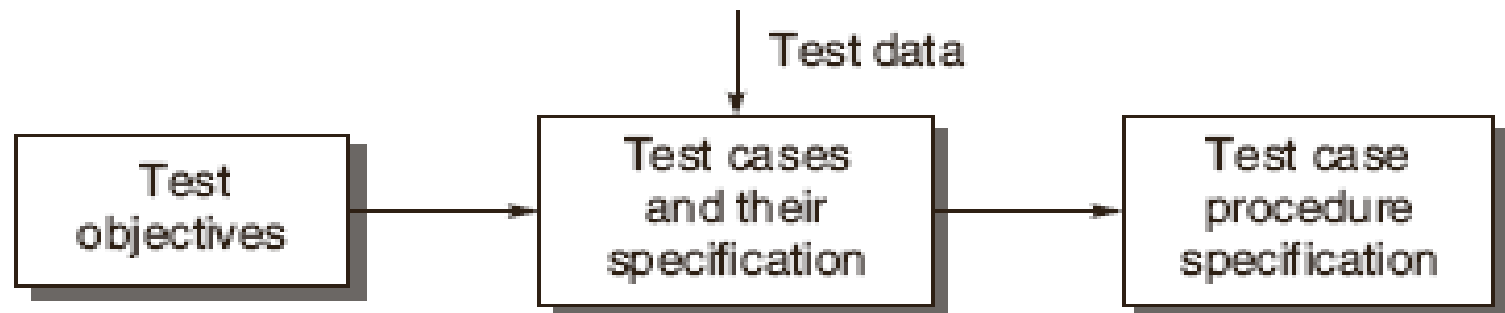 Test data
Test
objectives
Test cases
and their
specification
Test case
procedure
specification